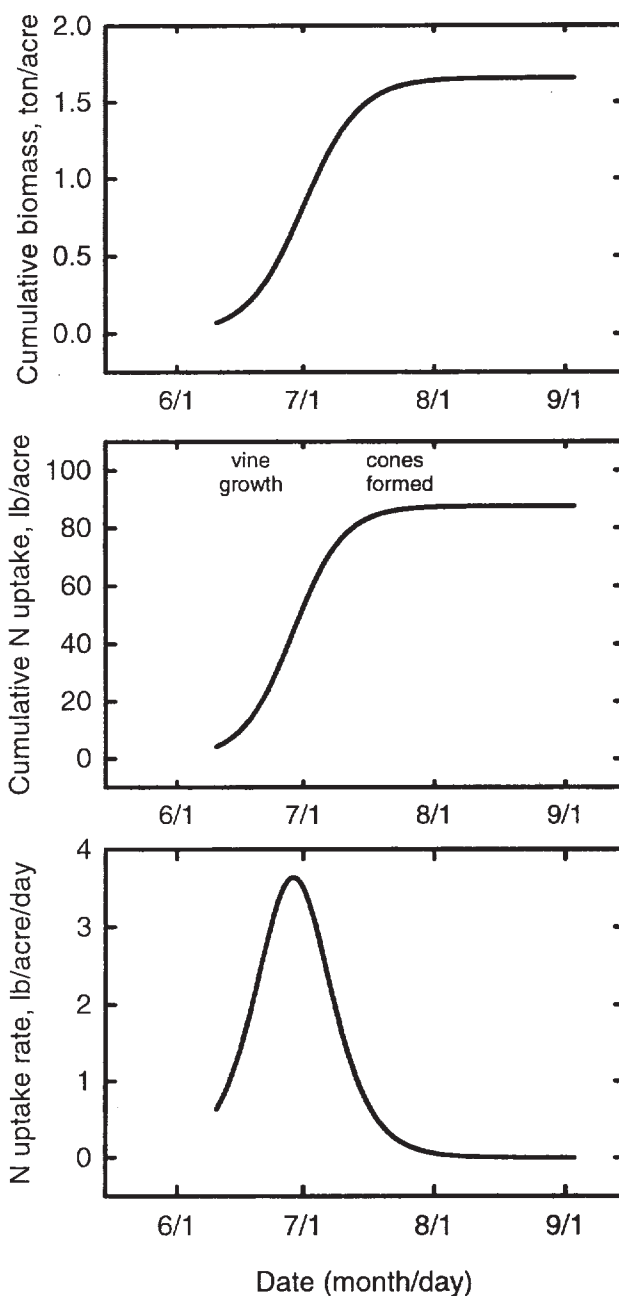 Cumulative biomass, ton/acre
2.0
1.5
1.0
0.5
0.0
6/1 7/1 8/1 9/1
Cumulative N uptake, lb/acre
100
80
60
40
20
0
vine
growth
cones
formed
6/1 7/1 8/1 9/1
N uptake rate, lb/acre/day
4
3
2
1
0
6/1 7/1 8/1 9/1
Date (month/day)